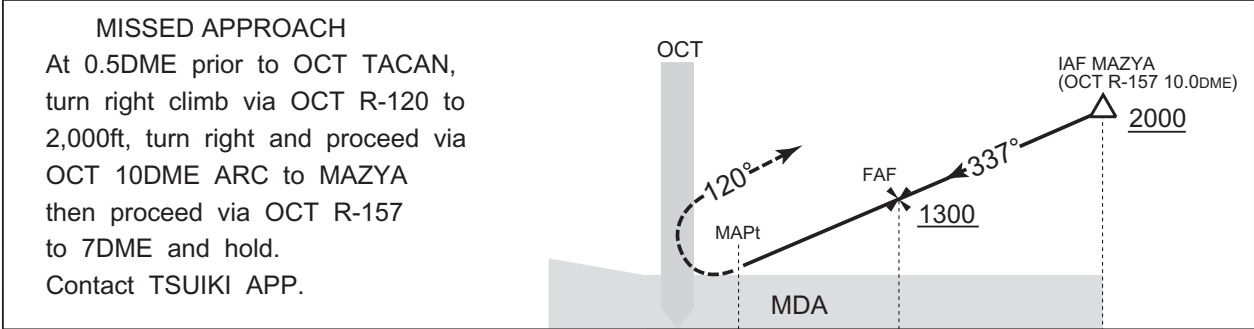 MISSED APPROACH
At 0.5DME prior to OCT TACAN,
turn right climb via OCT R-120 to
2,000ft, turn right and proceed via
OCT 10DME ARC to MAZYA
then proceed via OCT R-157
to 7DME and hold.
Contact TSUIKI APP.
OCT
IAF MAZYA
(OCT R-157 10.0DME)
2000
337°
120°
FAF
1300
MAPt
MDA